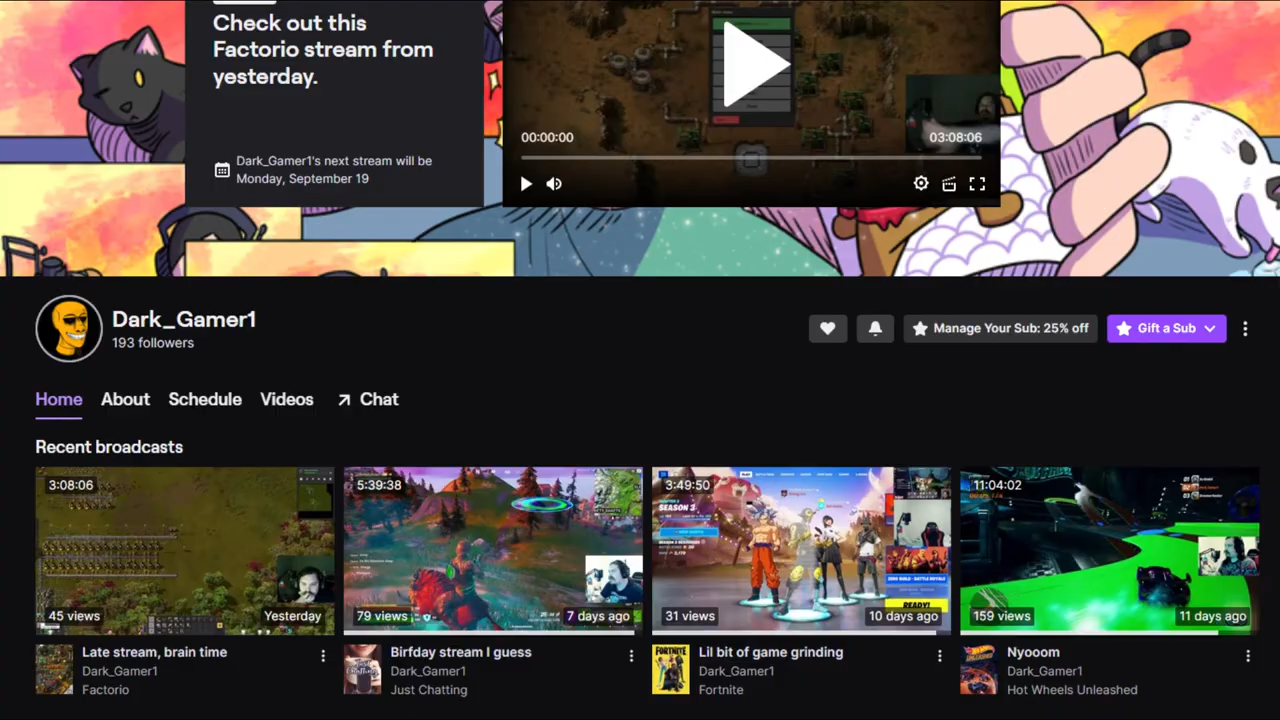 Check out this
Factorio stream from
yesterday.
Dark_Gamer1's next stream will be
Monday, September 19
00:00:00
03:08:06
Dark_Gamer1
193 followers
Manage Your Sub: 25% off
Gift a Sub
Home
About
Schedule
Videos
Chat
Recent broadcasts
3:08:06
45 views
Yesterday
5:39:38
79 views
7 days ago
3:49:50
SEASON 3
READY!
31 views
10 days ago
11:04:02
159 views
11 days ago
Late stream, brain time
Dark_Gamer1
Factorio
Birfday stream I guess
Dark_Gamer1
Just Chatting
FORTNITE
Lil bit of game grinding
Dark_Gamer1
Fortnite
Nyooom
Dark_Gamer1
Hot Wheels Unleashed